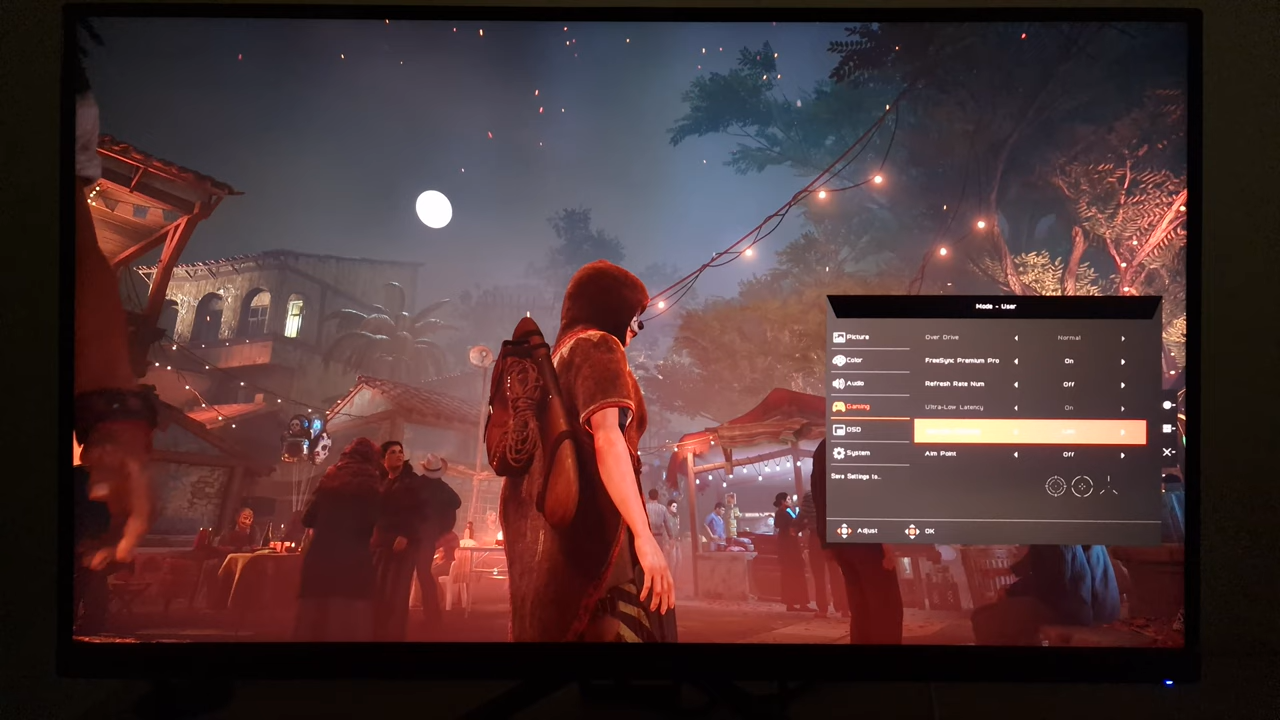 Mode - User
Picture
Color
Audio
Gaming
OSD
System
Save Settings to...
Over Drive Normal
FreeSync Premium Pro On
Refresh Rate Num Off
Ultra-Low Latency On
Aim Point Off
Adjust OK